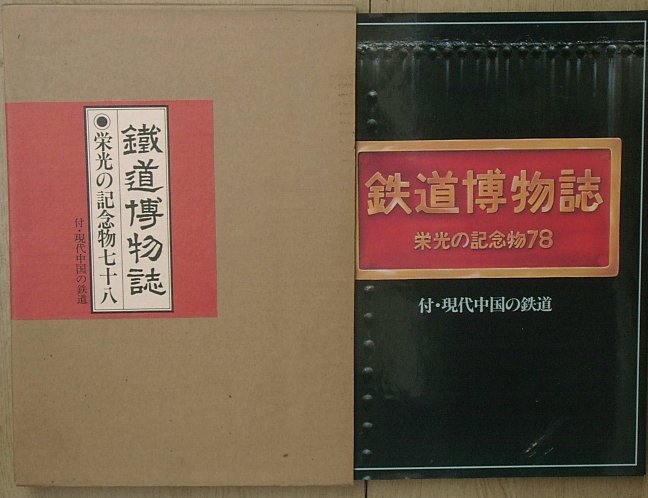 鐵道博物誌
●栄光の記念物七十八
付・現代中国の鉄道
鉄道博物誌
栄光の記念物78
付・現代中国の鉄道